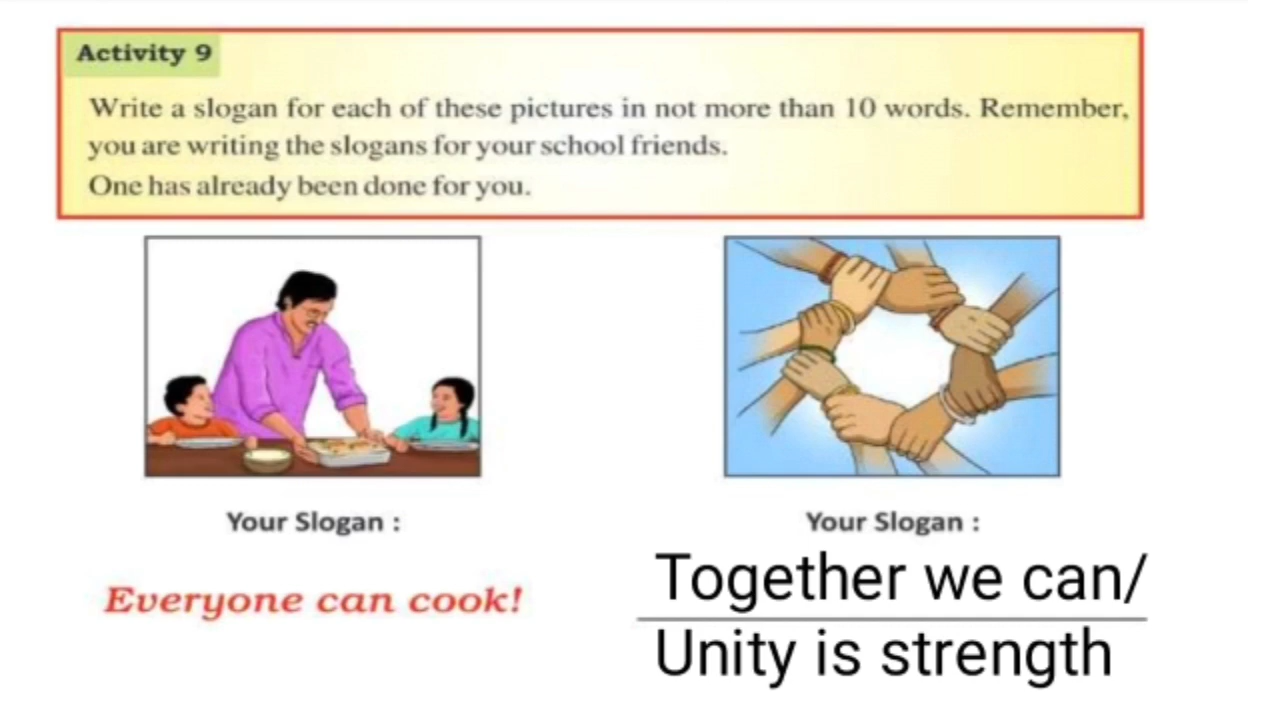 Activity 9
Write a slogan for each of these pictures in not more than 10 words. Remember,
you are writing the slogans for your school friends.
One has already been done for you.
Your Slogan :
Everyone can cook!
Your Slogan :
Together we can/
Unity is strength